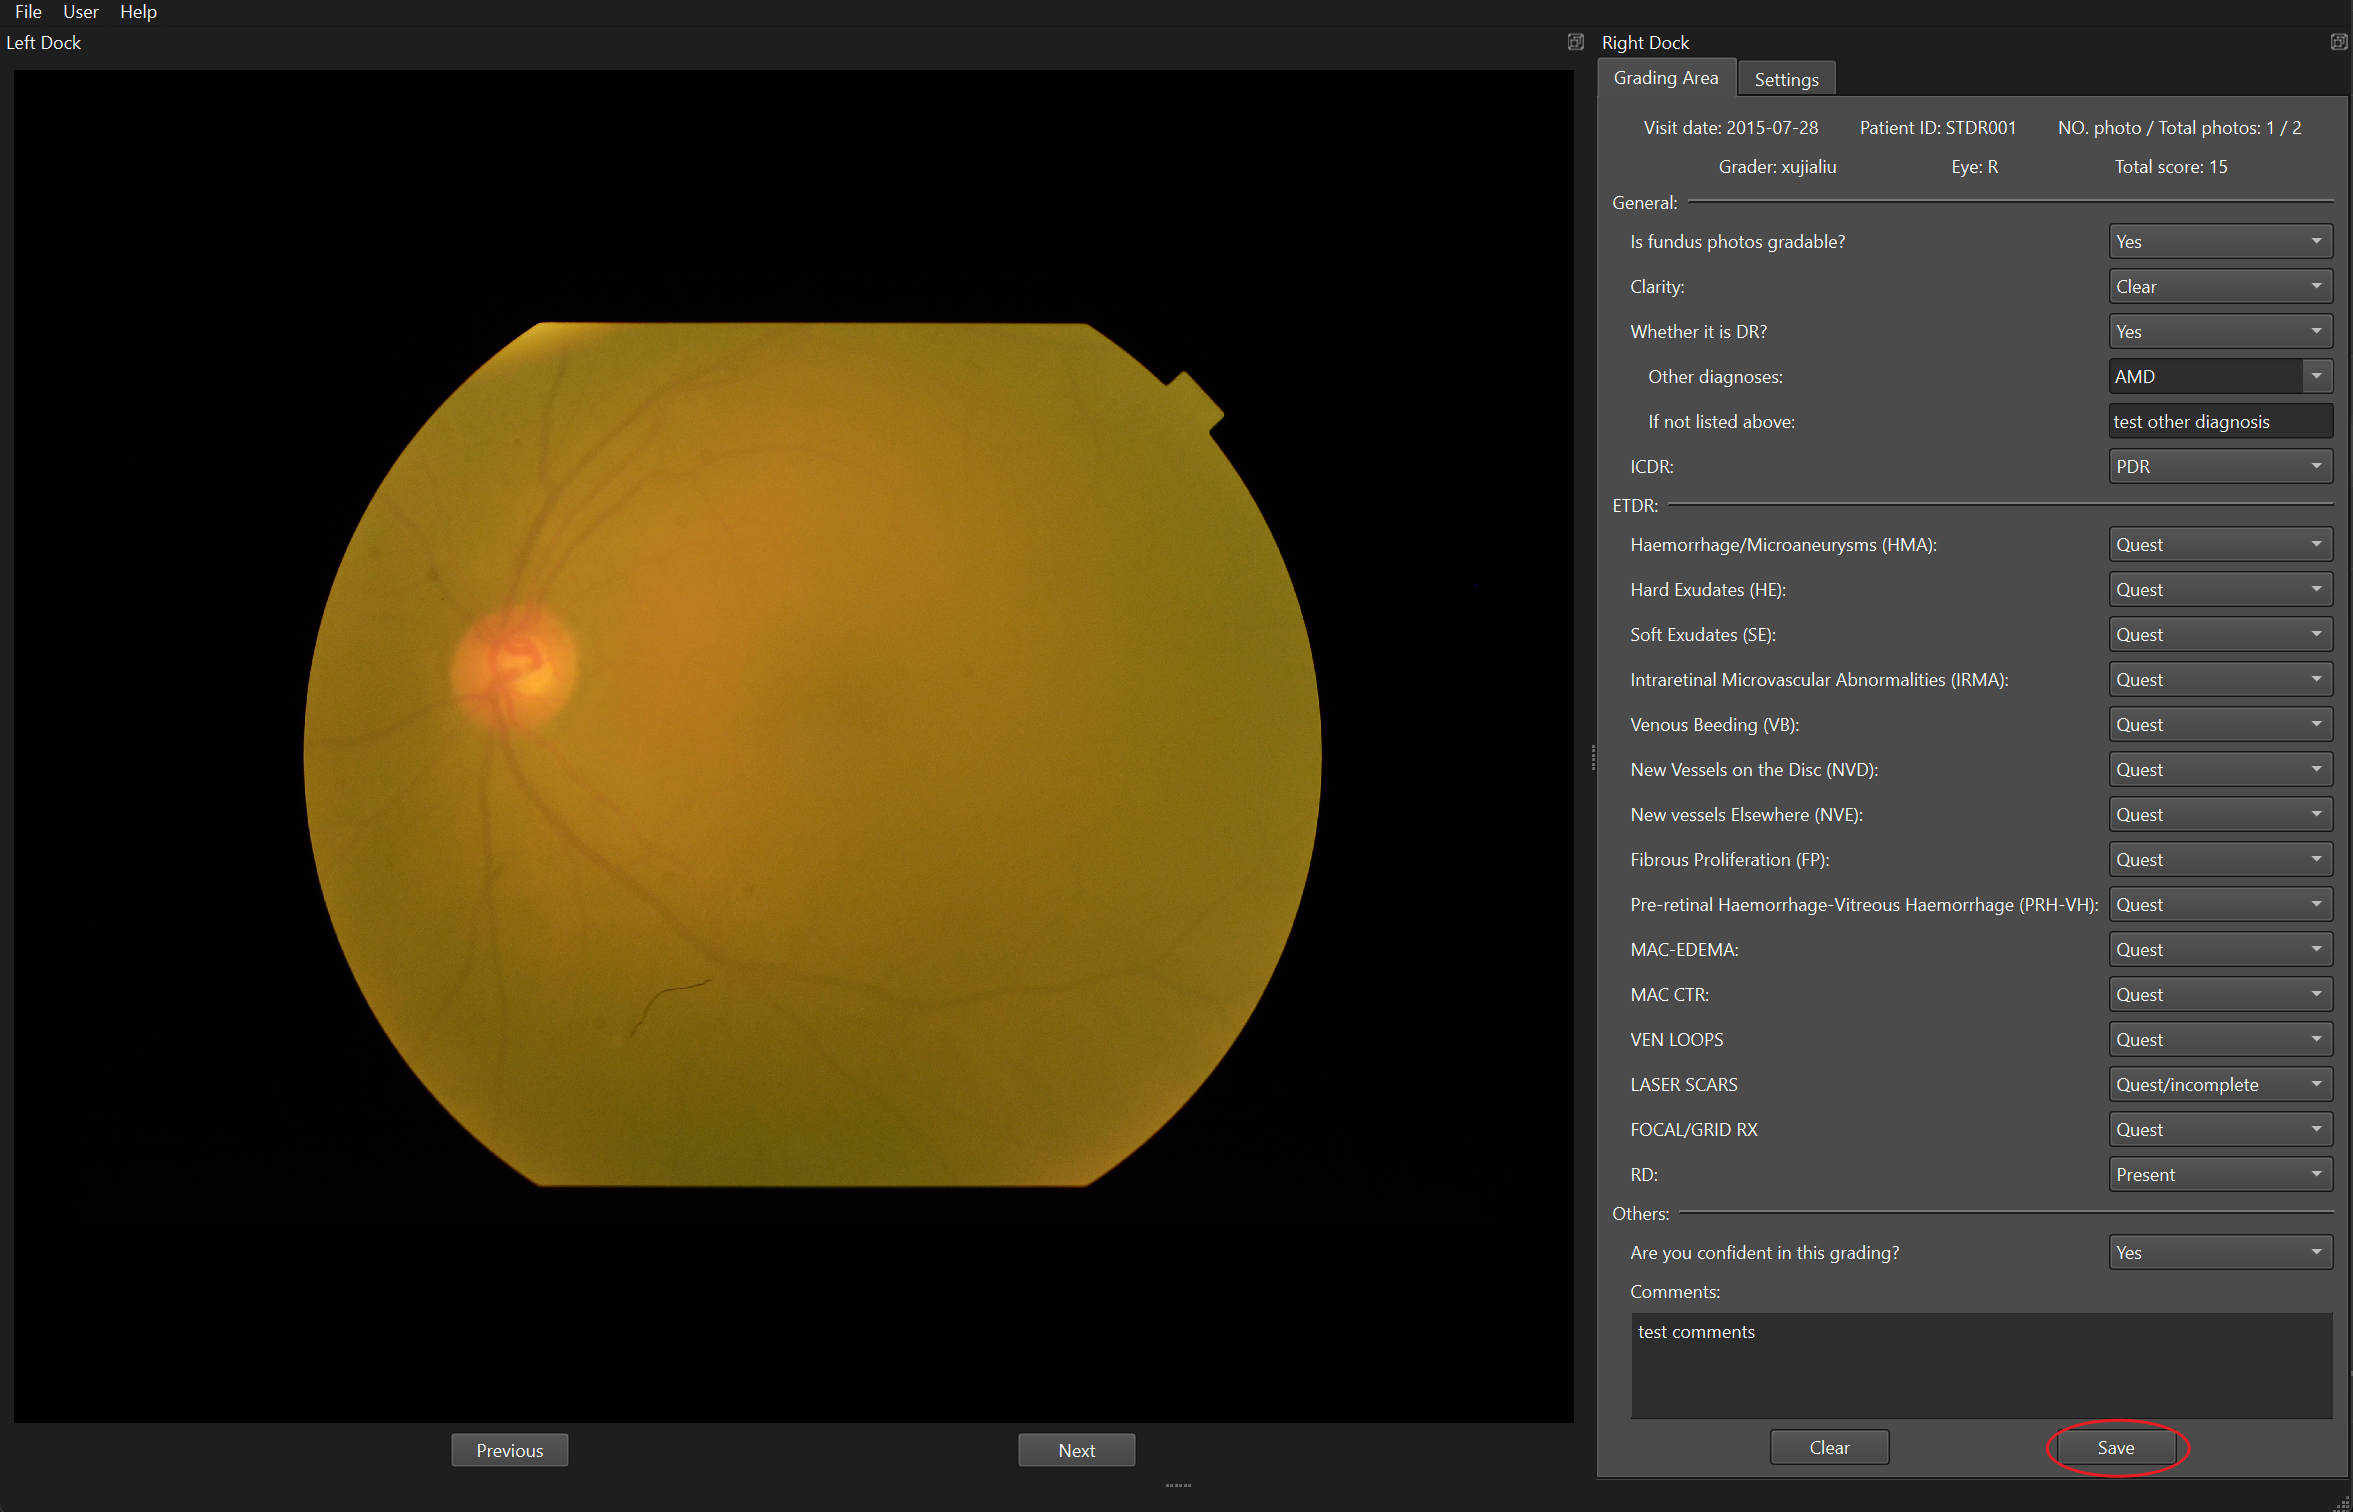 File User Help
Left Dock
Right Dock
Grading Area Settings
Visit date: 2015-07-28 Patient ID: STDR001 NO. photo / Total photos: 1 / 2
Grader: xujialiu Eye: R Total score: 15
General:
Is fundus photos gradable? Yes
Clarity: Clear
Whether it is DR? Yes
Other diagnoses: AMD
If not listed above: test other diagnosis
ICDR: PDR
ETDR:
Haemorrhage/Microaneurysms (HMA): Quest
Hard Exudates (HE): Quest
Soft Exudates (SE): Quest
Intraretinal Microvascular Abnormalities (IRMA): Quest
Venous Beeding (VB): Quest
New Vessels on the Disc (NVD): Quest
New vessels Elsewhere (NVE): Quest
Fibrous Proliferation (FP): Quest
Pre-retinal Haemorrhage-Vitreous Haemorrhage (PRH-VH): Quest
MAC-EDEMA: Quest
MAC CTR: Quest
VEN LOOPS Quest
LASER SCARS Quest/incomplete
FOCAL/GRID RX Quest
RD: Present
Others:
Are you confident in this grading? Yes
Comments:
test comments
Previous Next
Clear Save